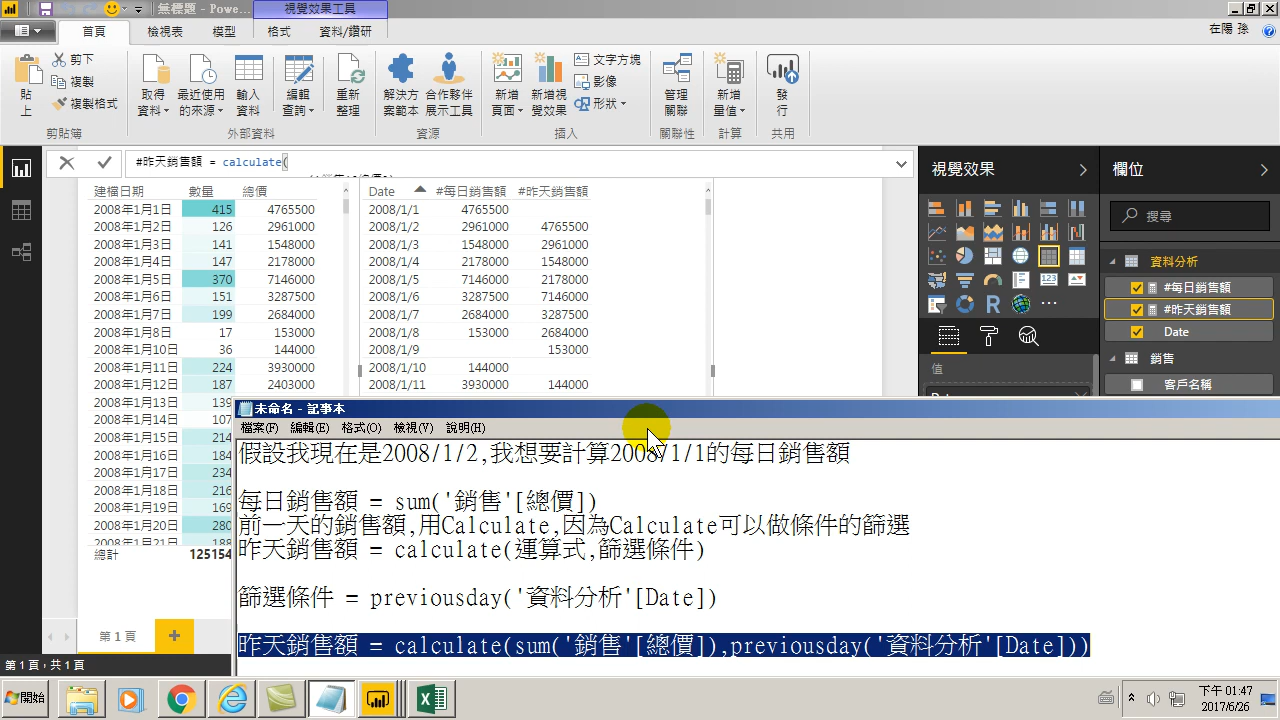 無標題 - Powe...
視覺效果工具
首頁
檢視表
模型
格式
資料/鑽研
在陽 孫
貼上
剪下
複製
複製格式
剪貼簿
取得資料
最近使用的來源
輸入資料
編輯查詢
重新整理
外部資料
解決方案範本
合作夥伴展示工具
資源
新增頁面
新增視覺效果
文字方塊
影像
形狀
插入
管理關聯
關聯性
新增量值
計算
發行
共用
#昨天銷售額 = calculate(
建檔日期 數量 總價
2008年1月1日 415 4765500
2008年1月2日 126 2961000
2008年1月3日 141 1548000
2008年1月4日 147 2178000
2008年1月5日 370 7146000
2008年1月6日 151 3287500
2008年1月7日 199 2684000
2008年1月8日 17 153000
2008年1月10日 36 144000
2008年1月11日 224 3930000
2008年1月12日 187 2403000
2008年1月13日 139
2008年1月14日 107
2008年1月15日 214
2008年1月16日 184
2008年1月17日 234
2008年1月18日 216
2008年1月19日 169
2008年1月20日 280
2008年1月21日 188
總計 125154
Date #每日銷售額 #昨天銷售額
2008/1/1 4765500
2008/1/2 2961000 4765500
2008/1/3 1548000 2961000
2008/1/4 2178000 1548000
2008/1/5 7146000 2178000
2008/1/6 3287500 7146000
2008/1/7 2684000 3287500
2008/1/8 153000 2684000
2008/1/9 153000
2008/1/10 144000
2008/1/11 3930000 144000
視覺效果
R
123
值
欄位
搜尋
資料分析
#每日銷售額
#昨天銷售額
Date
銷售
客戶名稱
未命名 - 記事本
檔案(F) 編輯(E) 格式(O) 檢視(V) 說明(H)
假設我現在是2008/1/2,我想要計算2008/1/1的每日銷售額
每日銷售額 = sum('銷售'[總價])
前一天的銷售額,用Calculate,因為Calculate可以做條件的篩選
昨天銷售額 = calculate(運算式,篩選條件)
篩選條件 = previousday('資料分析'[Date])
昨天銷售額 = calculate(sum('銷售'[總價]),previousday('資料分析'[Date]))
第 1 頁
第 1 頁，共 1 頁
開始
下午 01:47
2017/6/26